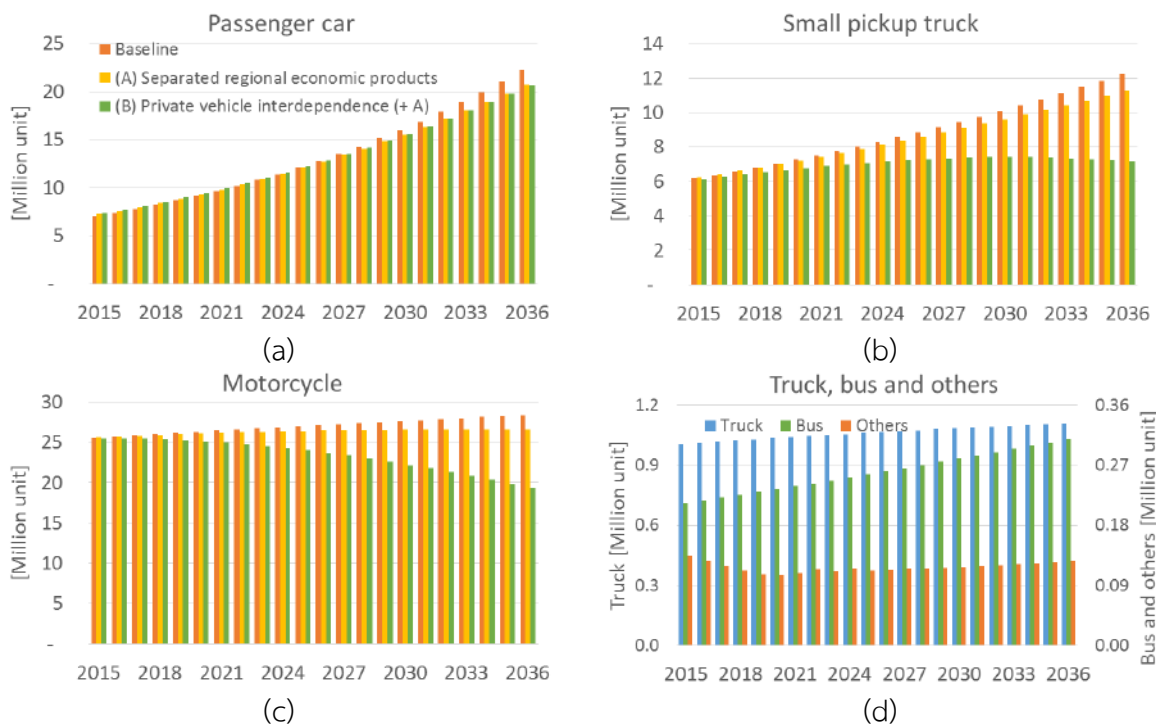 Passenger car
25
20
15
10
5
-
[Million unit]
Baseline
(A) Separated regional economic products
(B) Private vehicle interdependence (+ A)
2015 2018 2021 2024 2027 2030 2033 2036
(a)
Small pickup truck
14
12
10
8
6
4
2
-
[Million unit]
2015 2018 2021 2024 2027 2030 2033 2036
(b)
Motorcycle
30
25
20
15
10
5
-
[Million unit]
2015 2018 2021 2024 2027 2030 2033 2036
(c)
Truck, bus and others
1.2
0.9
0.6
0.3
0.0
Truck [Million unit]
Truck Bus Others
0.36
0.27
0.18
0.09
0.00
Bus and others [Million unit]
2015 2018 2021 2024 2027 2030 2033 2036
(d)